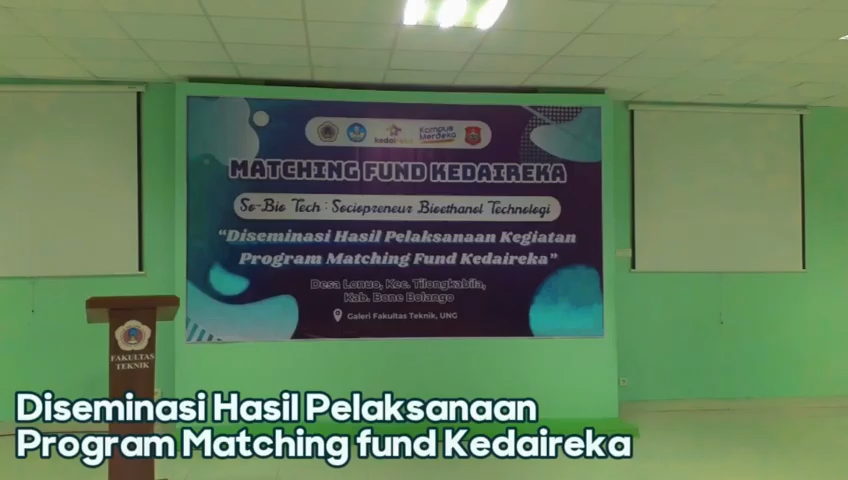 kedaireka
Kampus
Merdeka
MATCHING FUND KEDAIREKA
So-Bio Tech : Sociopreneur Bioethanol Technologi
"Diseminasi Hasil Pelaksanaan Kegiatan
Program Matching Fund Kedaireka"
Desa Lonuo, Kec. Tilongkabila,
Kab. Bone Bolango
Galeri Fakultas Teknik, UNG
FAKULTAS
TEKNIK
Diseminasi Hasil Pelaksanaan
Program Matching fund Kedaireka